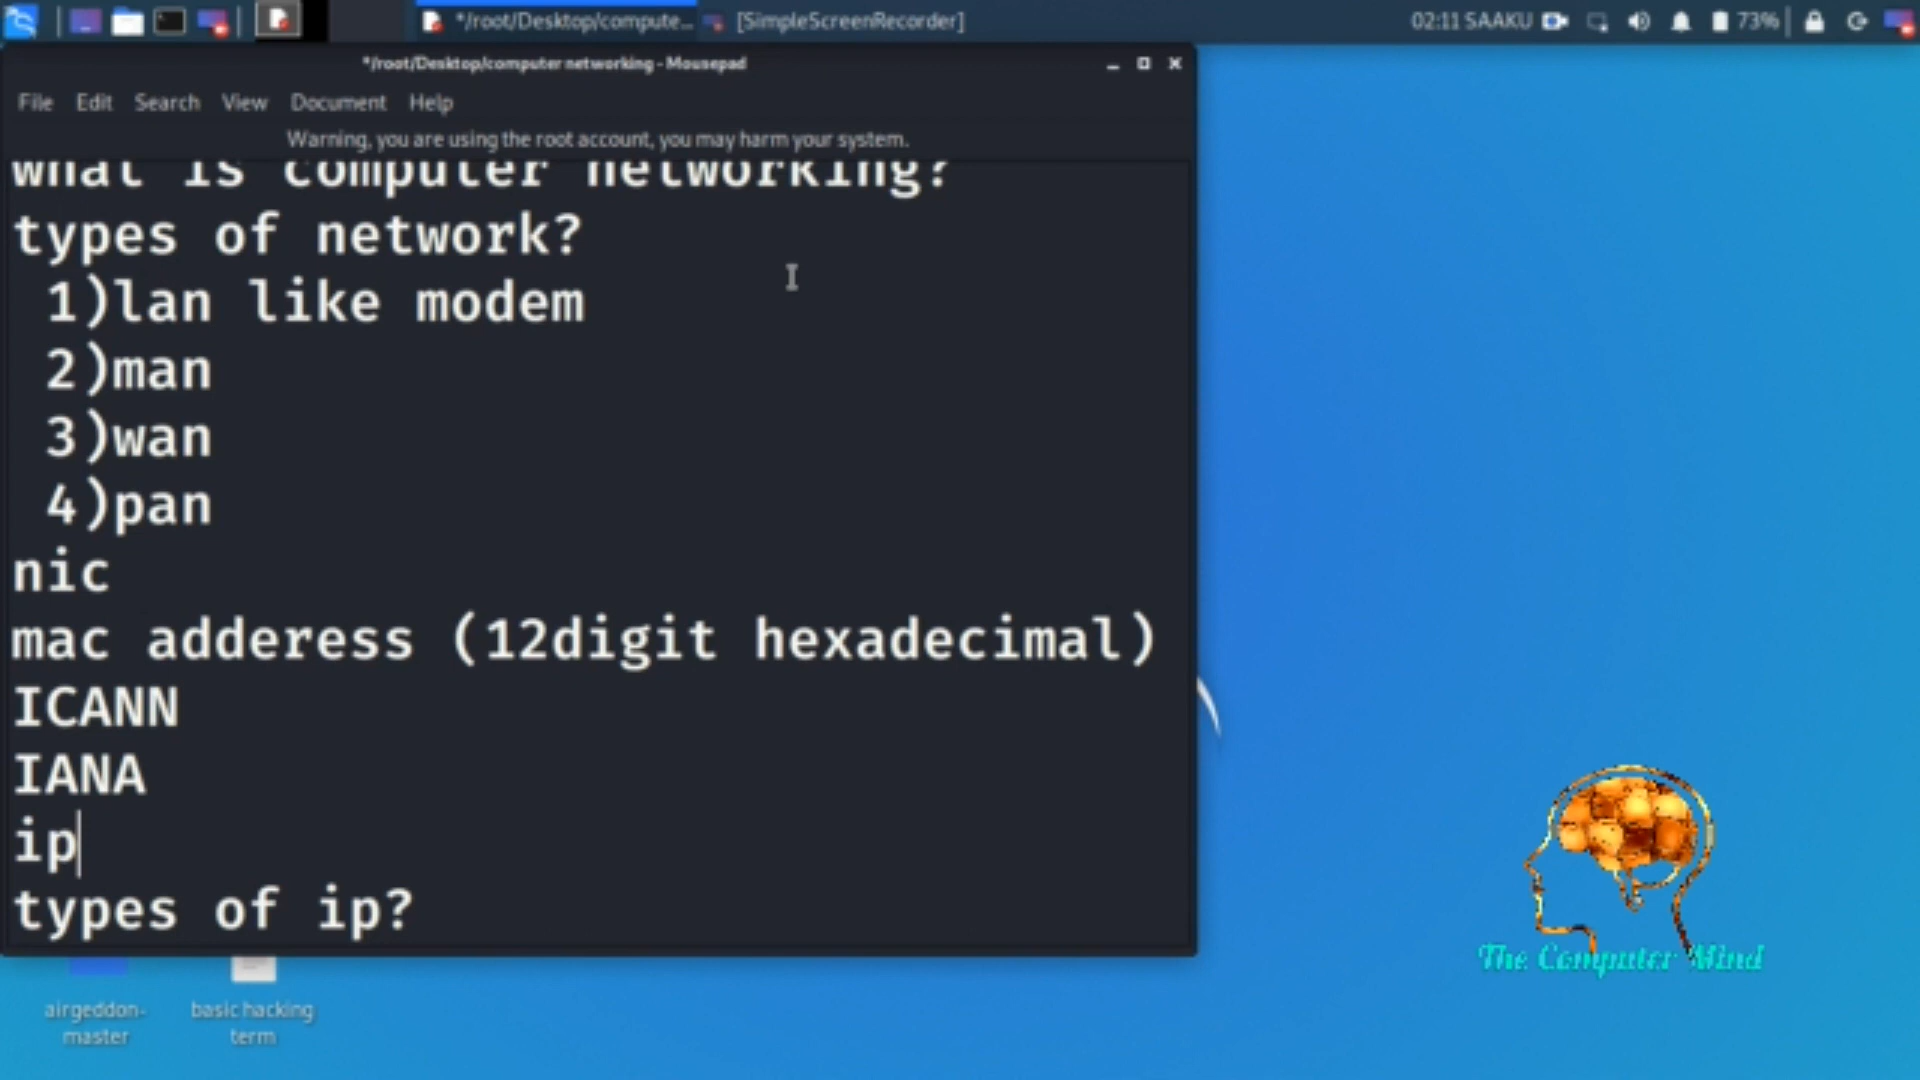 */root/Desktop/compute... [SimpleScreenRecorder] 02:11 SAAKU 73%
*/root/Desktop/computer networking - Mousepad
File Edit Search View Document Help
Warning, you are using the root account, you may harm your system.
what is computer networking?
types of network?
1)lan like modem
2)man
3)wan
4)pan
nic
mac adderess (12digit hexadecimal)
ICANN
IANA
ip
types of ip?
airgeddon-
master
basic hacking
term
The Computer Mind